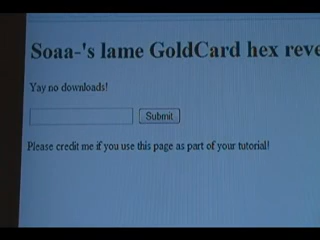 Soaa-'s lame GoldCard hex reve
Yay no downloads!
Submit
Please credit me if you use this page as part of your tutorial!